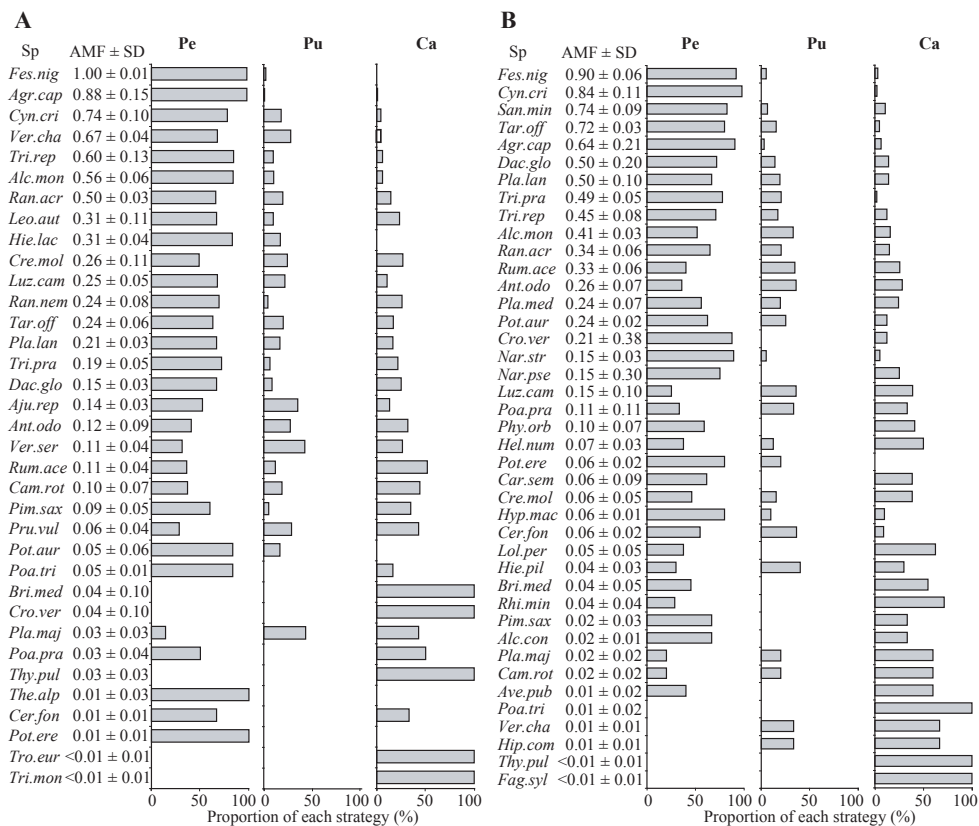 A
Sp AMF ± SD Pe Pu Ca
Fes.nig 1.00 ± 0.01
Agr.cap 0.88 ± 0.15
Cyn.cri 0.74 ± 0.10
Ver.cha 0.67 ± 0.04
Tri.rep 0.60 ± 0.13
Alc.mon 0.56 ± 0.06
Ran.acr 0.50 ± 0.03
Leo.aut 0.31 ± 0.11
Hie.lac 0.31 ± 0.04
Cre.mol 0.26 ± 0.11
Luz.cam 0.25 ± 0.05
Ran.nem 0.24 ± 0.08
Tar.off 0.24 ± 0.06
Pla.lan 0.21 ± 0.03
Tri.pra 0.19 ± 0.05
Dac.glo 0.15 ± 0.03
Aju.rep 0.14 ± 0.03
Ant.odo 0.12 ± 0.09
Ver.ser 0.11 ± 0.04
Rum.ace 0.11 ± 0.04
Cam.rot 0.10 ± 0.07
Pim.sax 0.09 ± 0.05
Pru.vul 0.06 ± 0.04
Pot.aur 0.05 ± 0.06
Poa.tri 0.05 ± 0.01
Bri.med 0.04 ± 0.10
Cro.ver 0.04 ± 0.10
Pla.maj 0.03 ± 0.03
Poa.pra 0.03 ± 0.04
Thy.pul 0.03 ± 0.03
The.alp 0.01 ± 0.03
Cer.fon 0.01 ± 0.01
Pot.ere 0.01 ± 0.01
Tro.eur <0.01 ± 0.01
Tri.mon <0.01 ± 0.01
0 50 100 0 50 100 0 50 100
Proportion of each strategy (%)
B
Sp AMF ± SD Pe Pu Ca
Fes.nig 0.90 ± 0.06
Cyn.cri 0.84 ± 0.11
San.min 0.74 ± 0.09
Tar.off 0.72 ± 0.03
Agr.cap 0.64 ± 0.21
Dac.glo 0.50 ± 0.20
Pla.lan 0.50 ± 0.10
Tri.pra 0.49 ± 0.05
Tri.rep 0.45 ± 0.08
Alc.mon 0.41 ± 0.03
Ran.acr 0.34 ± 0.06
Rum.ace 0.33 ± 0.06
Ant.odo 0.26 ± 0.07
Pla.med 0.24 ± 0.07
Pot.aur 0.24 ± 0.02
Cro.ver 0.21 ± 0.38
Nar.str 0.15 ± 0.03
Nar.pse 0.15 ± 0.30
Luz.cam 0.15 ± 0.10
Poa.pra 0.11 ± 0.11
Phy.orb 0.10 ± 0.07
Hel.num 0.07 ± 0.03
Pot.ere 0.06 ± 0.02
Car.sem 0.06 ± 0.09
Cre.mol 0.06 ± 0.05
Hyp.mac 0.06 ± 0.01
Cer.fon 0.06 ± 0.02
Lol.per 0.05 ± 0.05
Hie.pil 0.04 ± 0.03
Bri.med 0.04 ± 0.05
Rhi.min 0.04 ± 0.04
Pim.sax 0.02 ± 0.03
Alc.con 0.02 ± 0.01
Pla.maj 0.02 ± 0.02
Cam.rot 0.02 ± 0.02
Ave.pub 0.01 ± 0.02
Poa.tri 0.01 ± 0.02
Ver.cha 0.01 ± 0.01
Hip.com 0.01 ± 0.01
Thy.pul <0.01 ± 0.01
Fag.syl <0.01 ± 0.01
0 50 100 0 50 100 0 50 100
Proportion of each strategy (%)